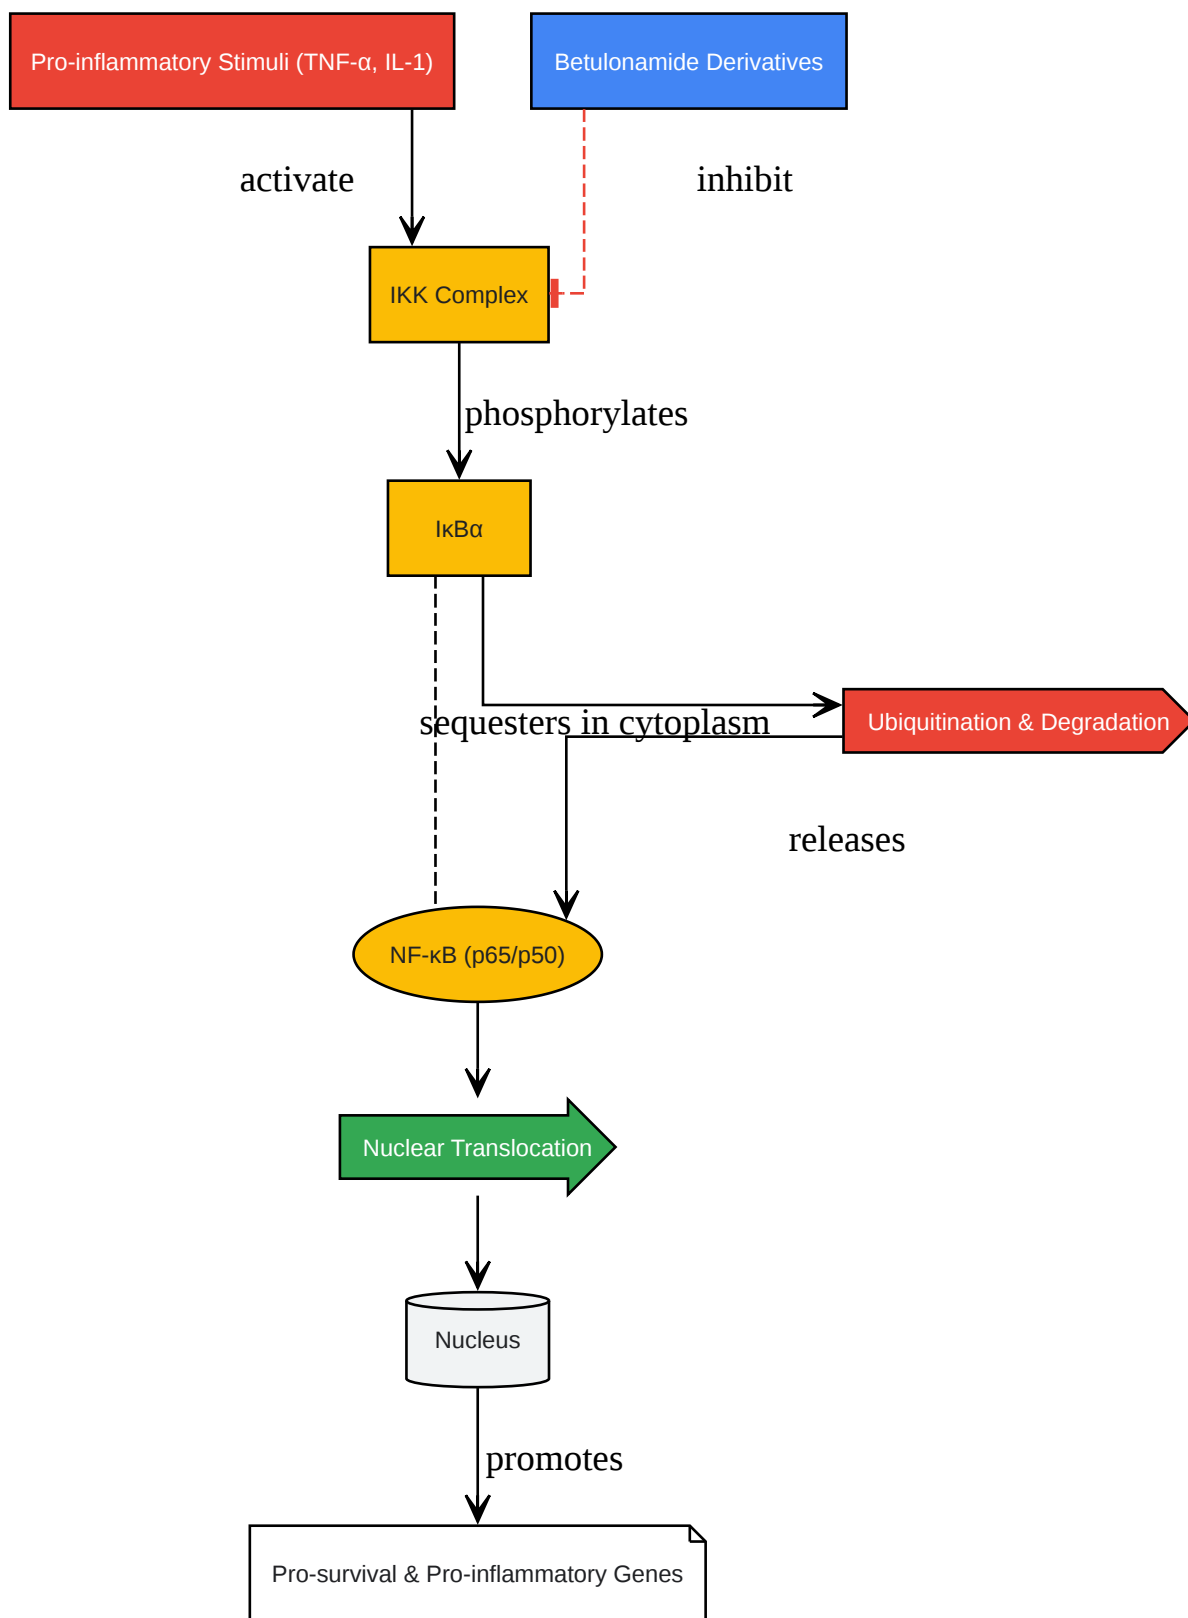 Pro-inflammatory Stimuli (TNF-α, IL-1)
Betulonamide Derivatives
activate
inhibit
IKK Complex
phosphorylates
IκBα
sequesters in cytoplasm
Ubiquitination & Degradation
releases
NF-κB (p65/p50)
Nuclear Translocation
Nucleus
promotes
Pro-survival & Pro-inflammatory Genes